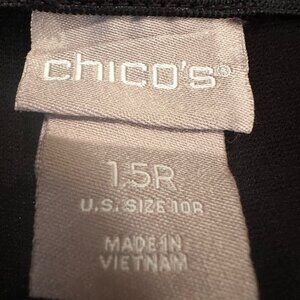 chico's®
1.5R
U.S. SIZE 10R
MADE IN
VIETNAM